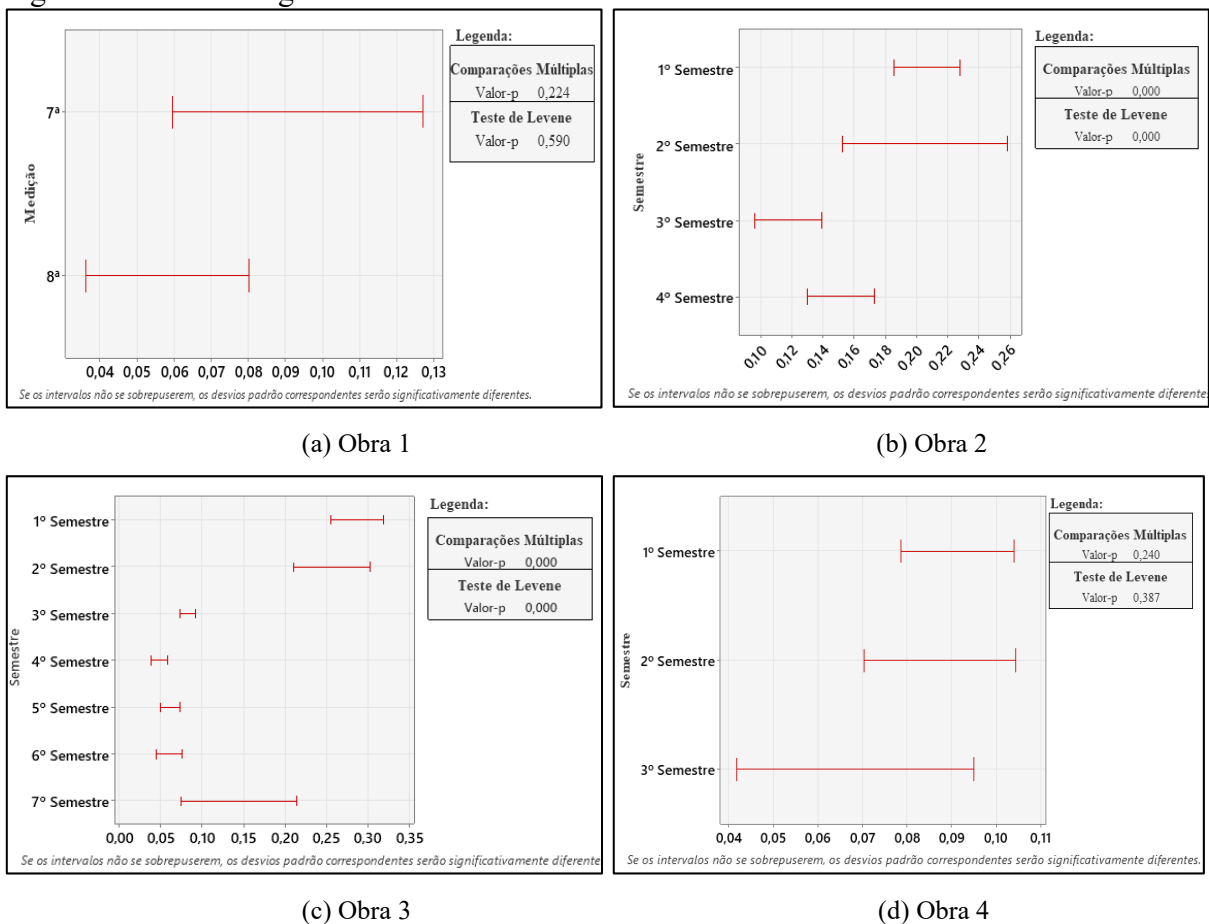 Legenda:
Comparações Múltiplas
Valor-p 0,224
Teste de Levene
Valor-p 0,590
Medição
7ª
8ª
0,04 0,05 0,06 0,07 0,08 0,09 0,10 0,11 0,12 0,13
Se os intervalos não se sobrepuserem, os desvios padrão correspondentes serão significativamente diferentes.
(a) Obra 1
Legenda:
Comparações Múltiplas
Valor-p 0,000
Teste de Levene
Valor-p 0,000
Semestre
1º Semestre
2º Semestre
3º Semestre
4º Semestre
0,10 0,12 0,14 0,16 0,18 0,20 0,22 0,24 0,26
Se os intervalos não se sobrepuserem, os desvios padrão correspondentes serão significativamente diferentes.
(b) Obra 2
Legenda:
Comparações Múltiplas
Valor-p 0,000
Teste de Levene
Valor-p 0,000
Semestre
1º Semestre
2º Semestre
3º Semestre
4º Semestre
5º Semestre
6º Semestre
7º Semestre
0,00 0,05 0,10 0,15 0,20 0,25 0,30 0,35
Se os intervalos não se sobrepuserem, os desvios padrão correspondentes serão significativamente diferente
(c) Obra 3
Legenda:
Comparações Múltiplas
Valor-p 0,240
Teste de Levene
Valor-p 0,387
Semestre
1º Semestre
2º Semestre
3º Semestre
0,04 0,05 0,06 0,07 0,08 0,09 0,10 0,11
Se os intervalos não se sobrepuserem, os desvios padrão correspondentes serão significativamente diferentes.
(d) Obra 4